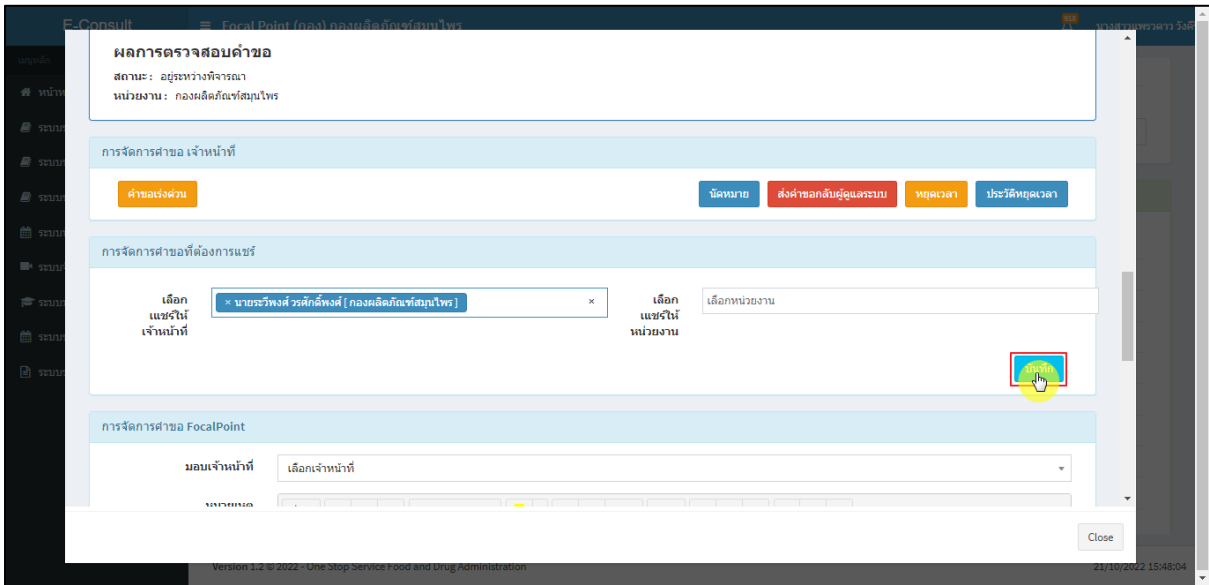 E-Consult
Focal Point (กอง) กองผลิตภัณฑ์สมุนไพร
ผลการตรวจสอบคำขอ
สถานะ : อยู่ระหว่างพิจารณา
หน่วยงาน : กองผลิตภัณฑ์สมุนไพร
การจัดการคำขอ เจ้าหน้าที่
คำขอเร่งด่วน
นัดหมาย
ส่งคำขอกลับผู้ดูแลระบบ
หยุดเวลา
ประวัติหยุดเวลา
การจัดการคำขอที่ต้องการแชร์
เลือก
แชร์ให้
เจ้าหน้าที่
× นายระวีพงศ์ วรศักดิ์พงศ์ [ กองผลิตภัณฑ์สมุนไพร ]
×
เลือก
แชร์ให้
หน่วยงาน
เลือกหน่วยงาน
บันทึก
การจัดการคำขอ FocalPoint
มอบเจ้าหน้าที่
เลือกเจ้าหน้าที่
Close
Version 1.2 © 2022 - One Stop Service Food and Drug Administration
21/10/2022 15:48:04